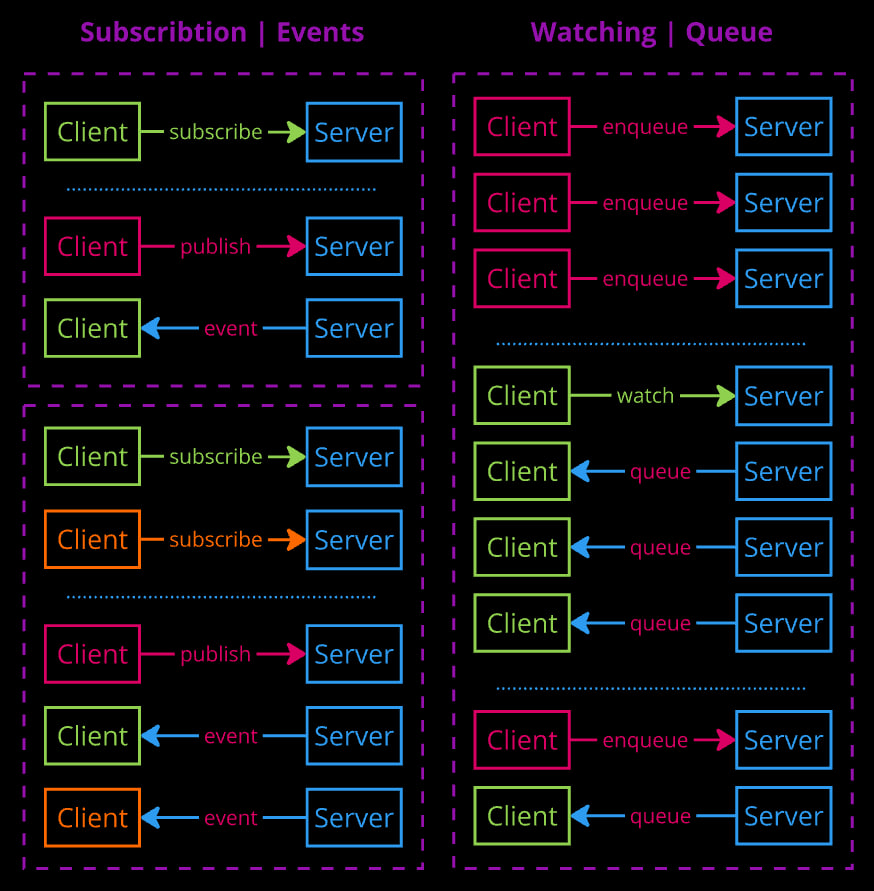 Subscribtion | Events
Client subscribe Server
Client publish Server
Client event Server
Client subscribe Server
Client subscribe Server
Client publish Server
Client event Server
Client event Server
Watching | Queue
Client enqueue Server
Client enqueue Server
Client enqueue Server
Client watch Server
Client queue Server
Client queue Server
Client queue Server
Client enqueue Server
Client queue Server